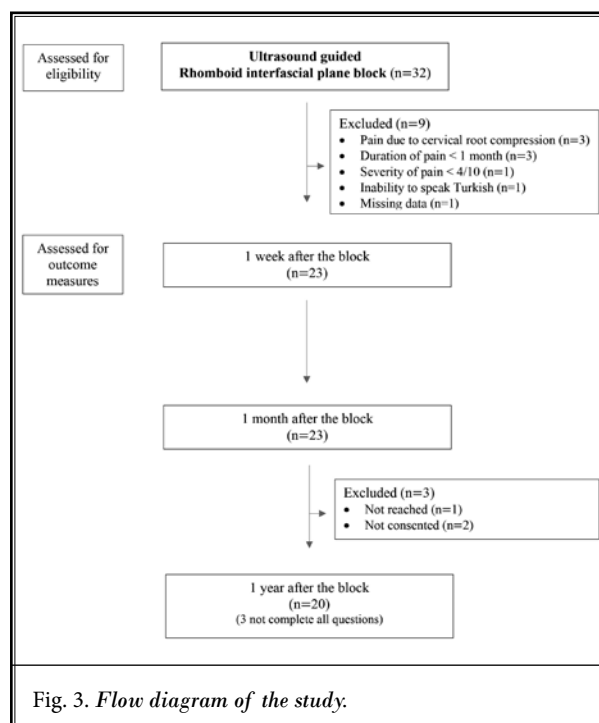 Assessed for
eligibility
Ultrasound guided
Rhomboid interfascial plane block (n=32)
Excluded (n=9)
• Pain due to cervical root compression (n=3)
• Duration of pain < 1 month (n=3)
• Severity of pain < 4/10 (n=1)
• Inability to speak Turkish (n=1)
• Missing data (n=1)
Assessed for
outcome
measures
1 week after the block
(n=23)
1 month after the block
(n=23)
Excluded (n=3)
• Not reached (n=1)
• Not consented (n=2)
1 year after the block
(n=20)
(3 not complete all questions)
Fig. 3. Flow diagram of the study.